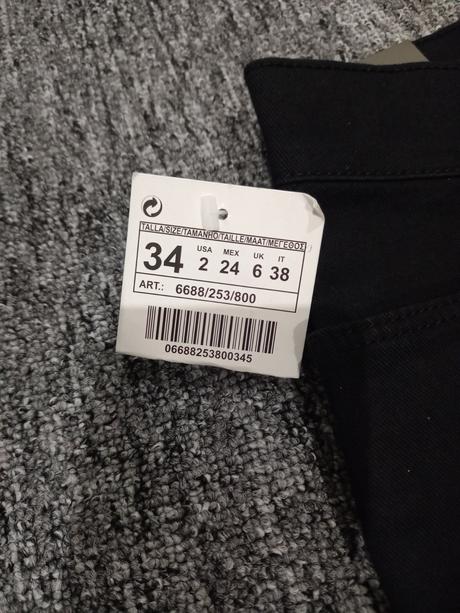 TALLA/SIZE/TAMANHO/TAILLE/MAAT/ΜΕΓΕΘΟΣ
34 USA 2 MEX 24 UK 6 IT 38
ART.: 6688/253/800
06688253800345